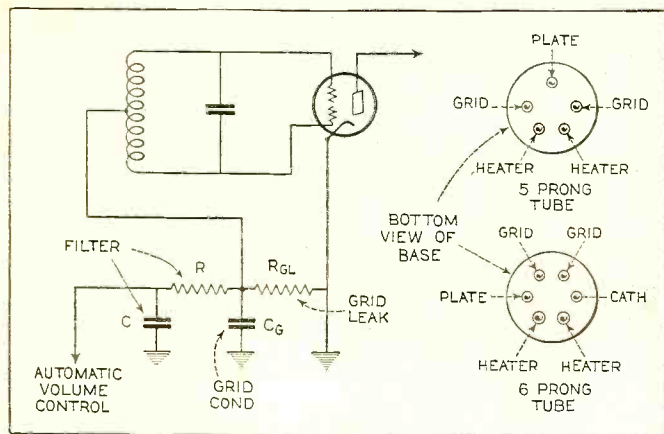 PLATE
GRID
GRID
HEATER
HEATER
5 PRONG
TUBE
BOTTOM
VIEW OF
BASE
GRID
GRID
PLATE
CATH
HEATER
HEATER
6 PRONG
TUBE
FILTER
R
RGL
GRID
LEAK
C
CG
AUTOMATIC
VOLUME
CONTROL
GRID
COND